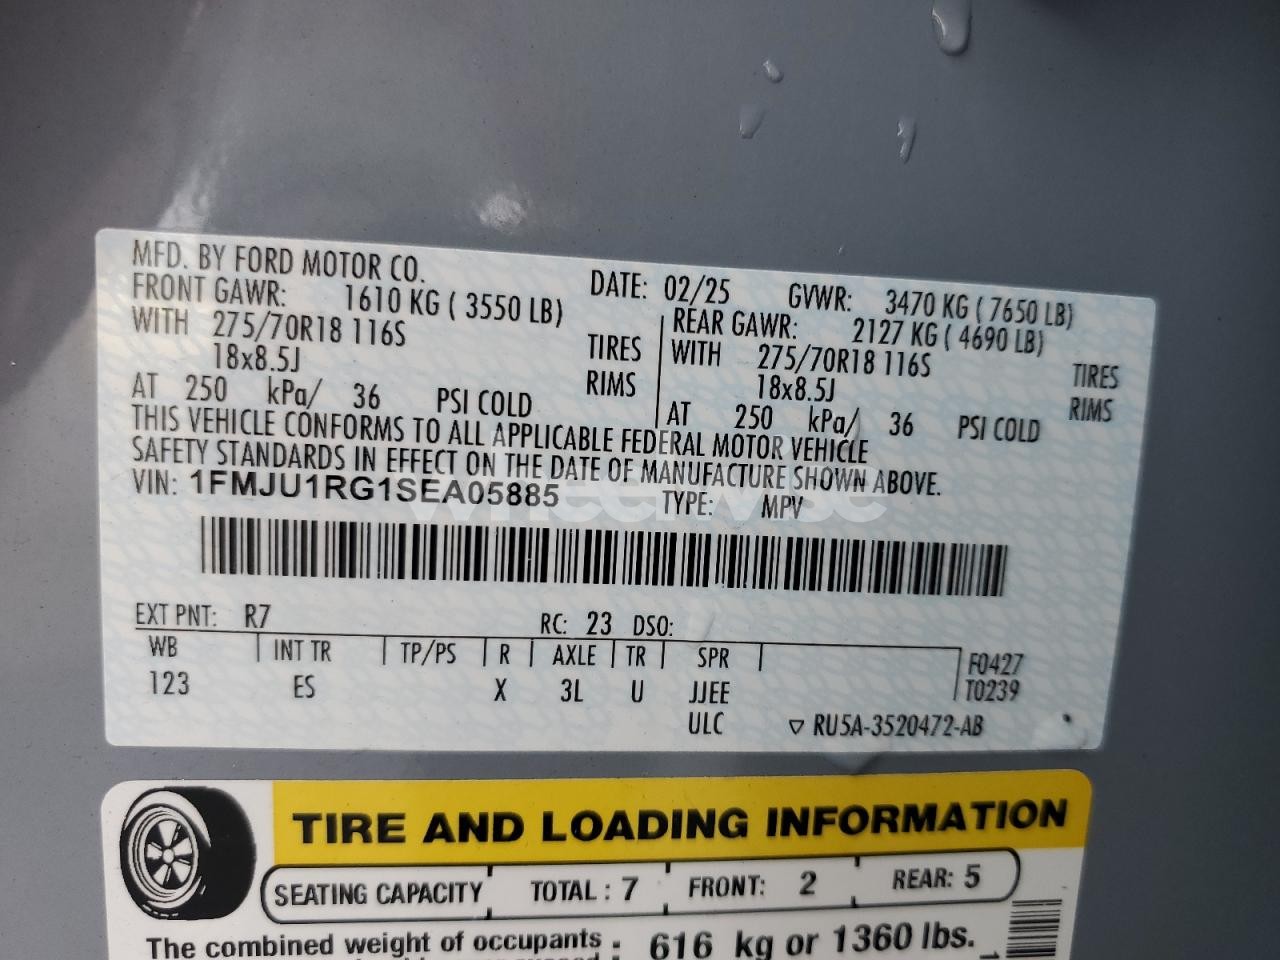 MFD. BY FORD MOTOR CO.
DATE: 02/25 GVWR: 3470 KG ( 7650 LB)
FRONT GAWR: 1610 KG ( 3550 LB)
WITH 275/70R18 116S TIRES
18x8.5J RIMS
AT 250 kPa/ 36 PSI COLD
REAR GAWR: 2127 KG ( 4690 LB)
WITH 275/70R18 116S TIRES
18x8.5J RIMS
AT 250 kPa/ 36 PSI COLD
THIS VEHICLE CONFORMS TO ALL APPLICABLE FEDERAL MOTOR VEHICLE
SAFETY STANDARDS IN EFFECT ON THE DATE OF MANUFACTURE SHOWN ABOVE.
VIN: 1FMJU1RG1SEA05885 TYPE: MPV
EXT PNT: R7 RC: 23 DSO:
WB INT TR TP/PS R AXLE TR SPR F0427
123 ES X 3L U JJEE T0239
ULC RU5A-3520472-AB
TIRE AND LOADING INFORMATION
SEATING CAPACITY TOTAL : 7 FRONT: 2 REAR: 5
The combined weight of occupants : 616 kg or 1360 lbs.